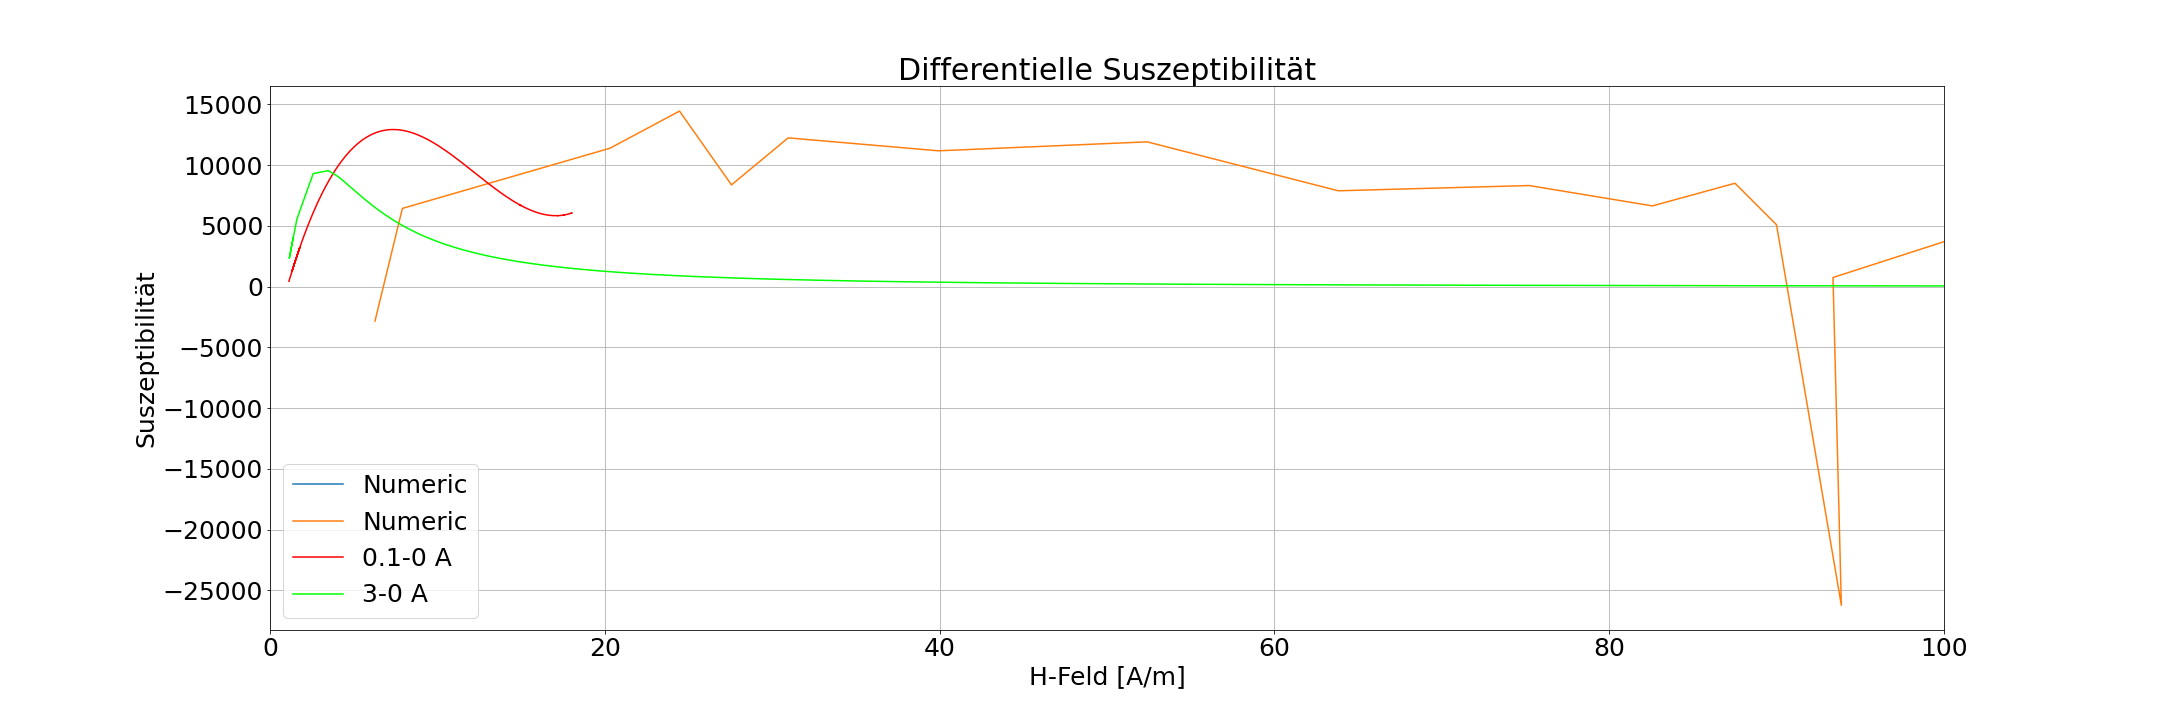 Differentielle Suszeptibilität
Suszeptibilität
15000
10000
5000
0
−5000
−10000
−15000
−20000
−25000
Numeric
Numeric
0.1-0 A
3-0 A
0 20 40 60 80 100
H-Feld [A/m]